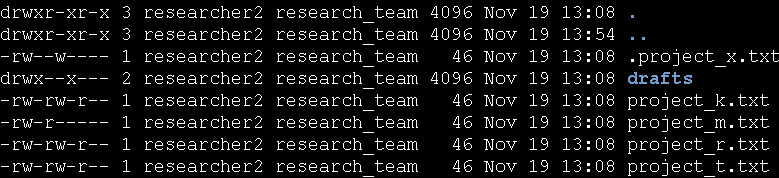 drwxr-xr-x 3 researcher2 research_team 4096 Nov 19 13:08 .
drwxr-xr-x 3 researcher2 research_team 4096 Nov 19 13:54 ..
-rw--w---- 1 researcher2 research_team   46 Nov 19 13:08 .project_x.txt
drwx--x--- 2 researcher2 research_team 4096 Nov 19 13:08 drafts
-rw-rw-r-- 1 researcher2 research_team   46 Nov 19 13:08 project_k.txt
-rw-r----- 1 researcher2 research_team   46 Nov 19 13:08 project_m.txt
-rw-rw-r-- 1 researcher2 research_team   46 Nov 19 13:08 project_r.txt
-rw-rw-r-- 1 researcher2 research_team   46 Nov 19 13:08 project_t.txt